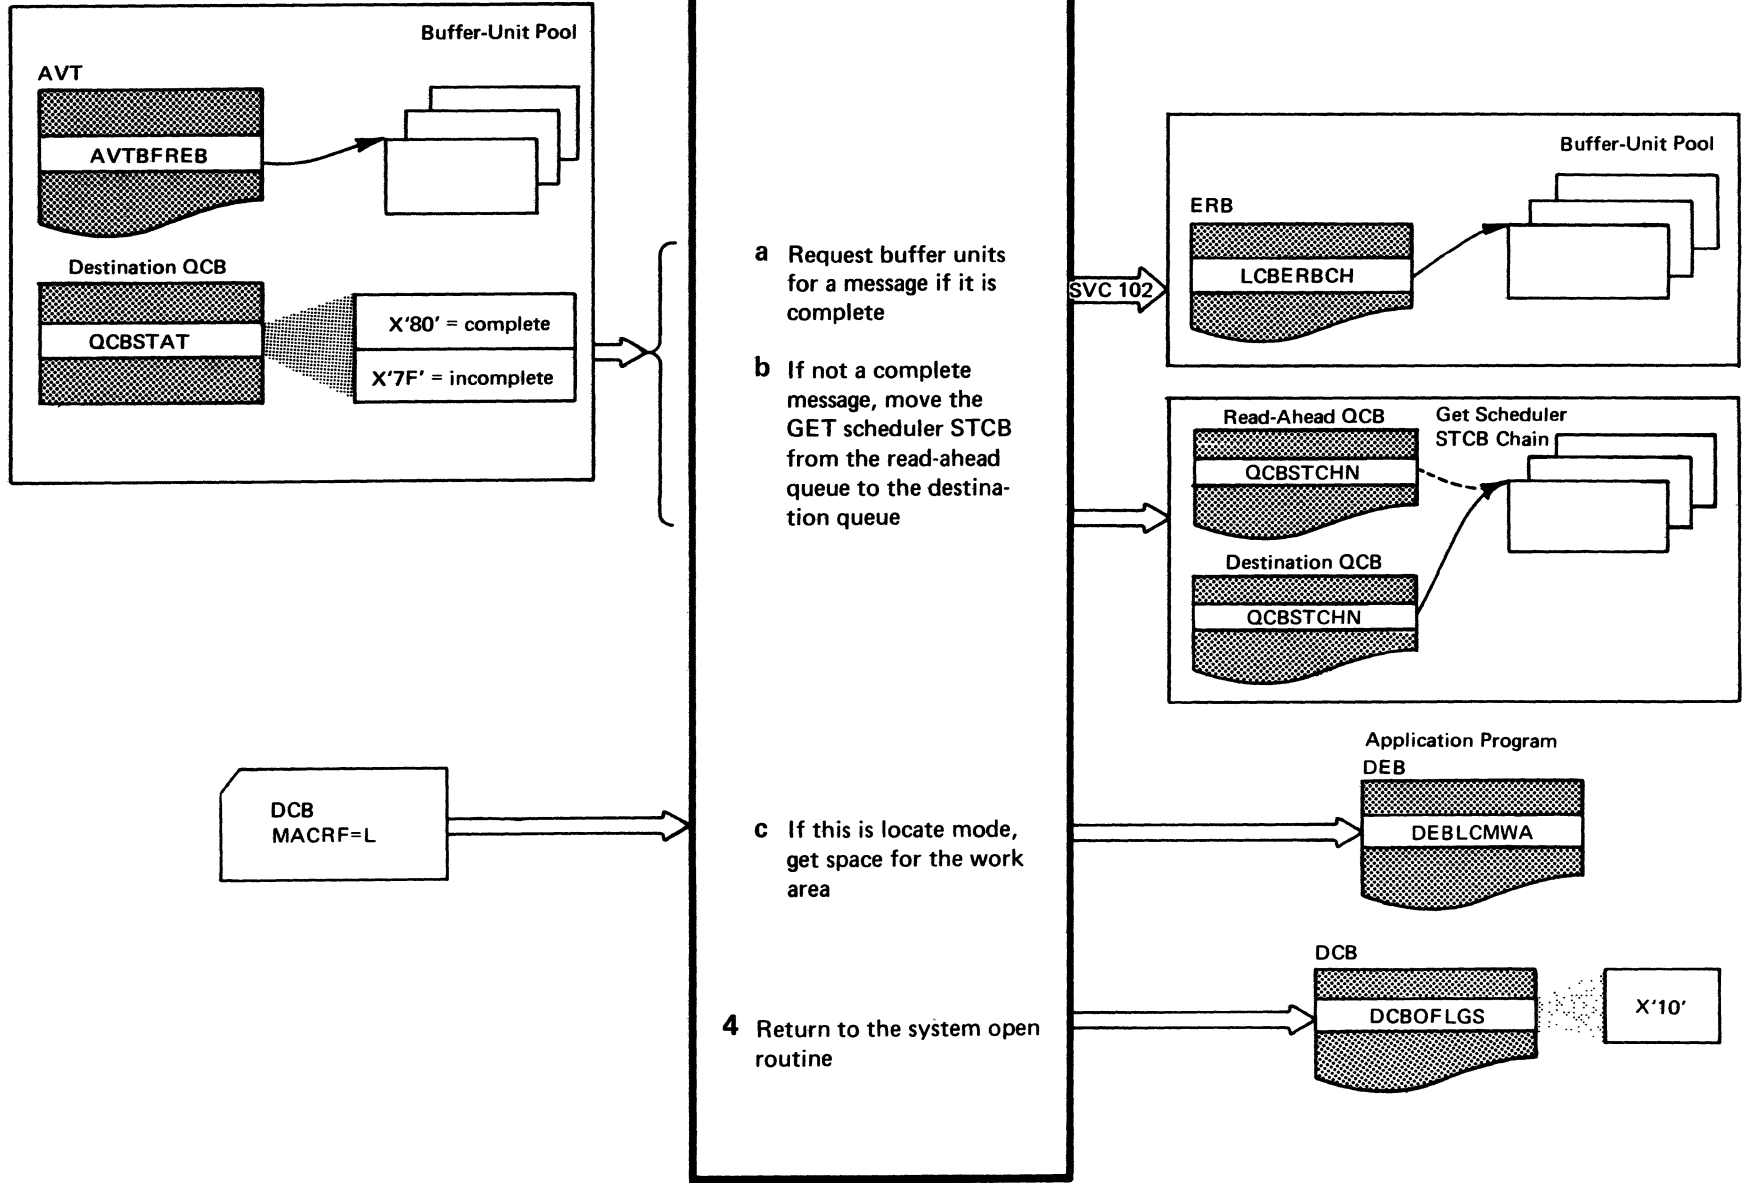 Buffer-Unit Pool
AVT
AVTBFREB
Destination QCB
QCBSTAT
X'80' = complete
X'7F' = incomplete
DCB
MACRF=L
a Request buffer units
for a message if it is
complete
b If not a complete
message, move the
GET scheduler STCB
from the read-ahead
queue to the destina-
tion queue
c If this is locate mode,
get space for the work
area
4 Return to the system open
routine
SVC 102
Buffer-Unit Pool
ERB
LCBERBCH
Read-Ahead QCB
Get Scheduler
STCB Chain
QCBSTCHN
Destination QCB
QCBSTCHN
Application Program
DEB
DEBLCMWA
DCB
DCBOFLGS
X'10'